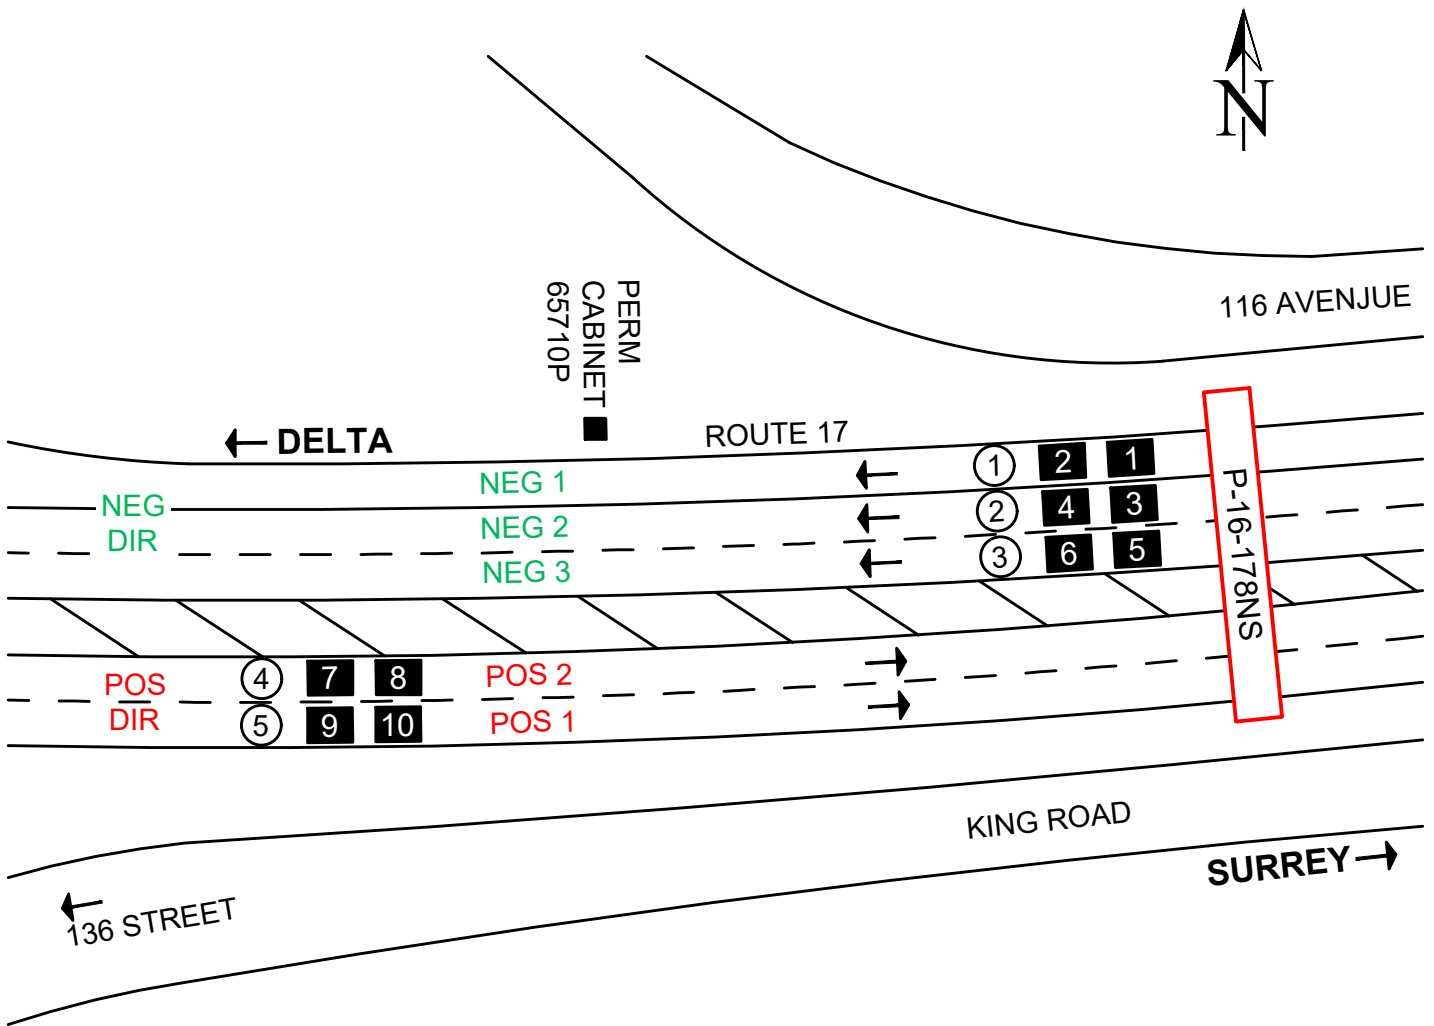 N
116 AVENJUE
PERM
CABINET
65710P
DELTA
ROUTE 17
NEG 1
1
2
1
NEG
DIR
NEG 2
2
4
3
NEG 3
3
6
5
P-16-178NS
POS
DIR
4
7
8
POS 2
5
9
10
POS 1
KING ROAD
SURREY
136 STREET